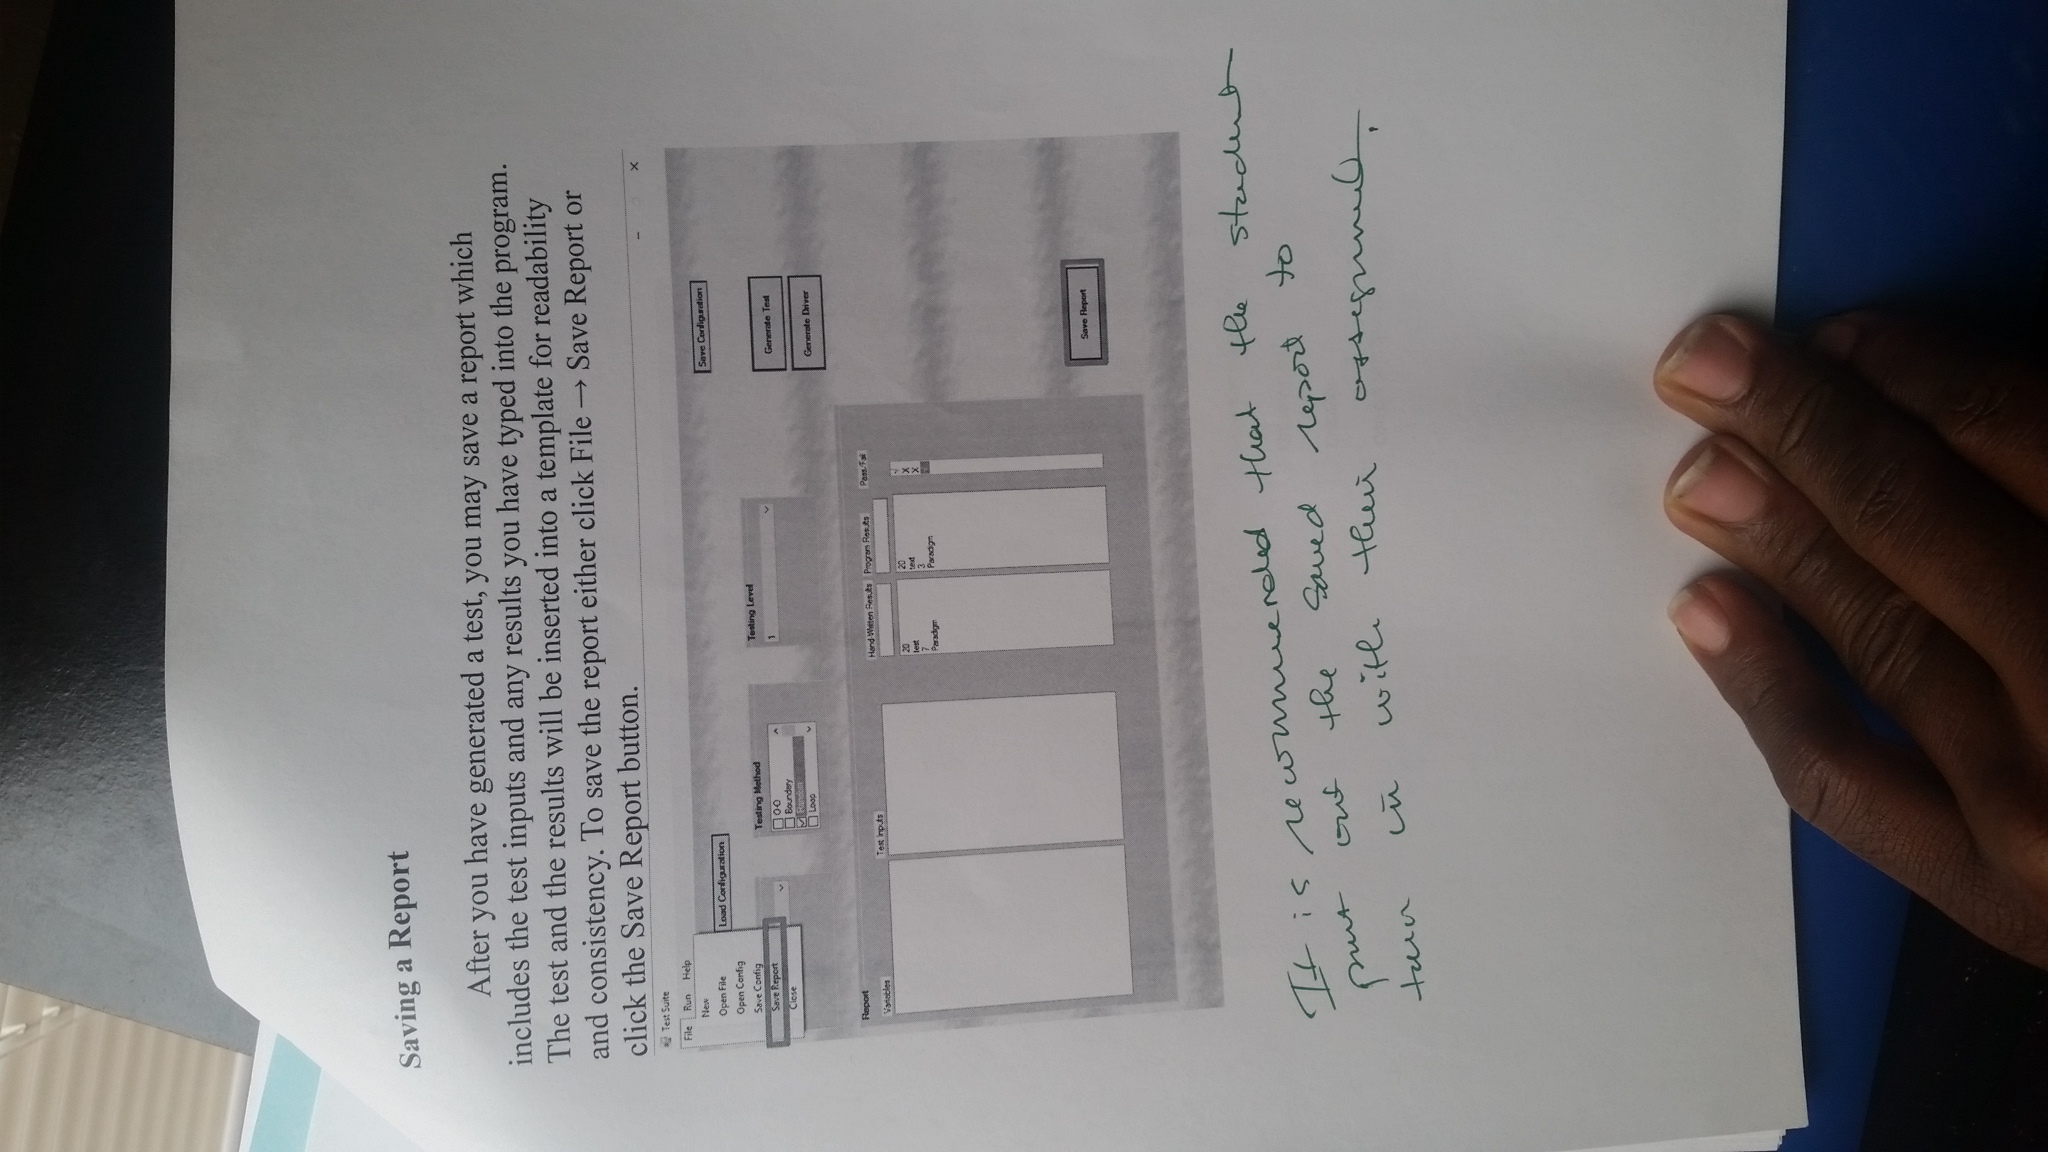 Saving a Report
After you have generated a test, you may save a report which
includes the test inputs and any results you have typed into the program.
The test and the results will be inserted into a template for readability
and consistency. To save the report either click File → Save Report or
click the Save Report button.
Test Suite
File Run Help
New
Open File
Open Config
Save Config
Save Report
Close
Load Configuration
Save Configuration
Testing Method
0-0
Boundary
Random
Loop
Testing Level
1
Generate Test
Generate Driver
Report
Variables
Test Inputs
Hand-Written Results
20
test
7
Paradigm
Program Results
20
text
3
Paradigm
Pass/Fail
X
X
Save Report
It is recommended that the student
print out the saved report to
turn in with their assignment.